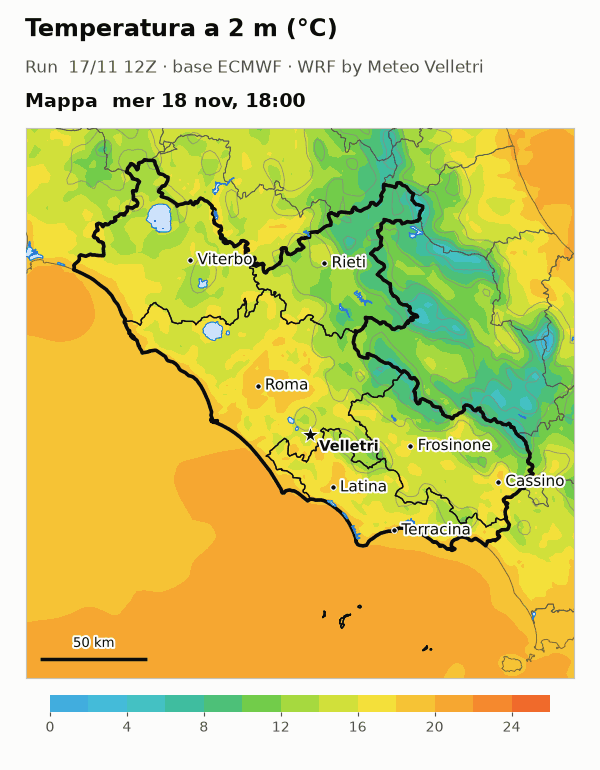 Temperatura a 2 m (°C)
Run  17/11 12Z · base ECMWF · WRF by Meteo Velletri
Mappa  mer 18 nov, 18:00
Viterbo
Rieti
Roma
Velletri
Frosinone
Cassino
Latina
Terracina
50 km
0 4 8 12 16 20 24